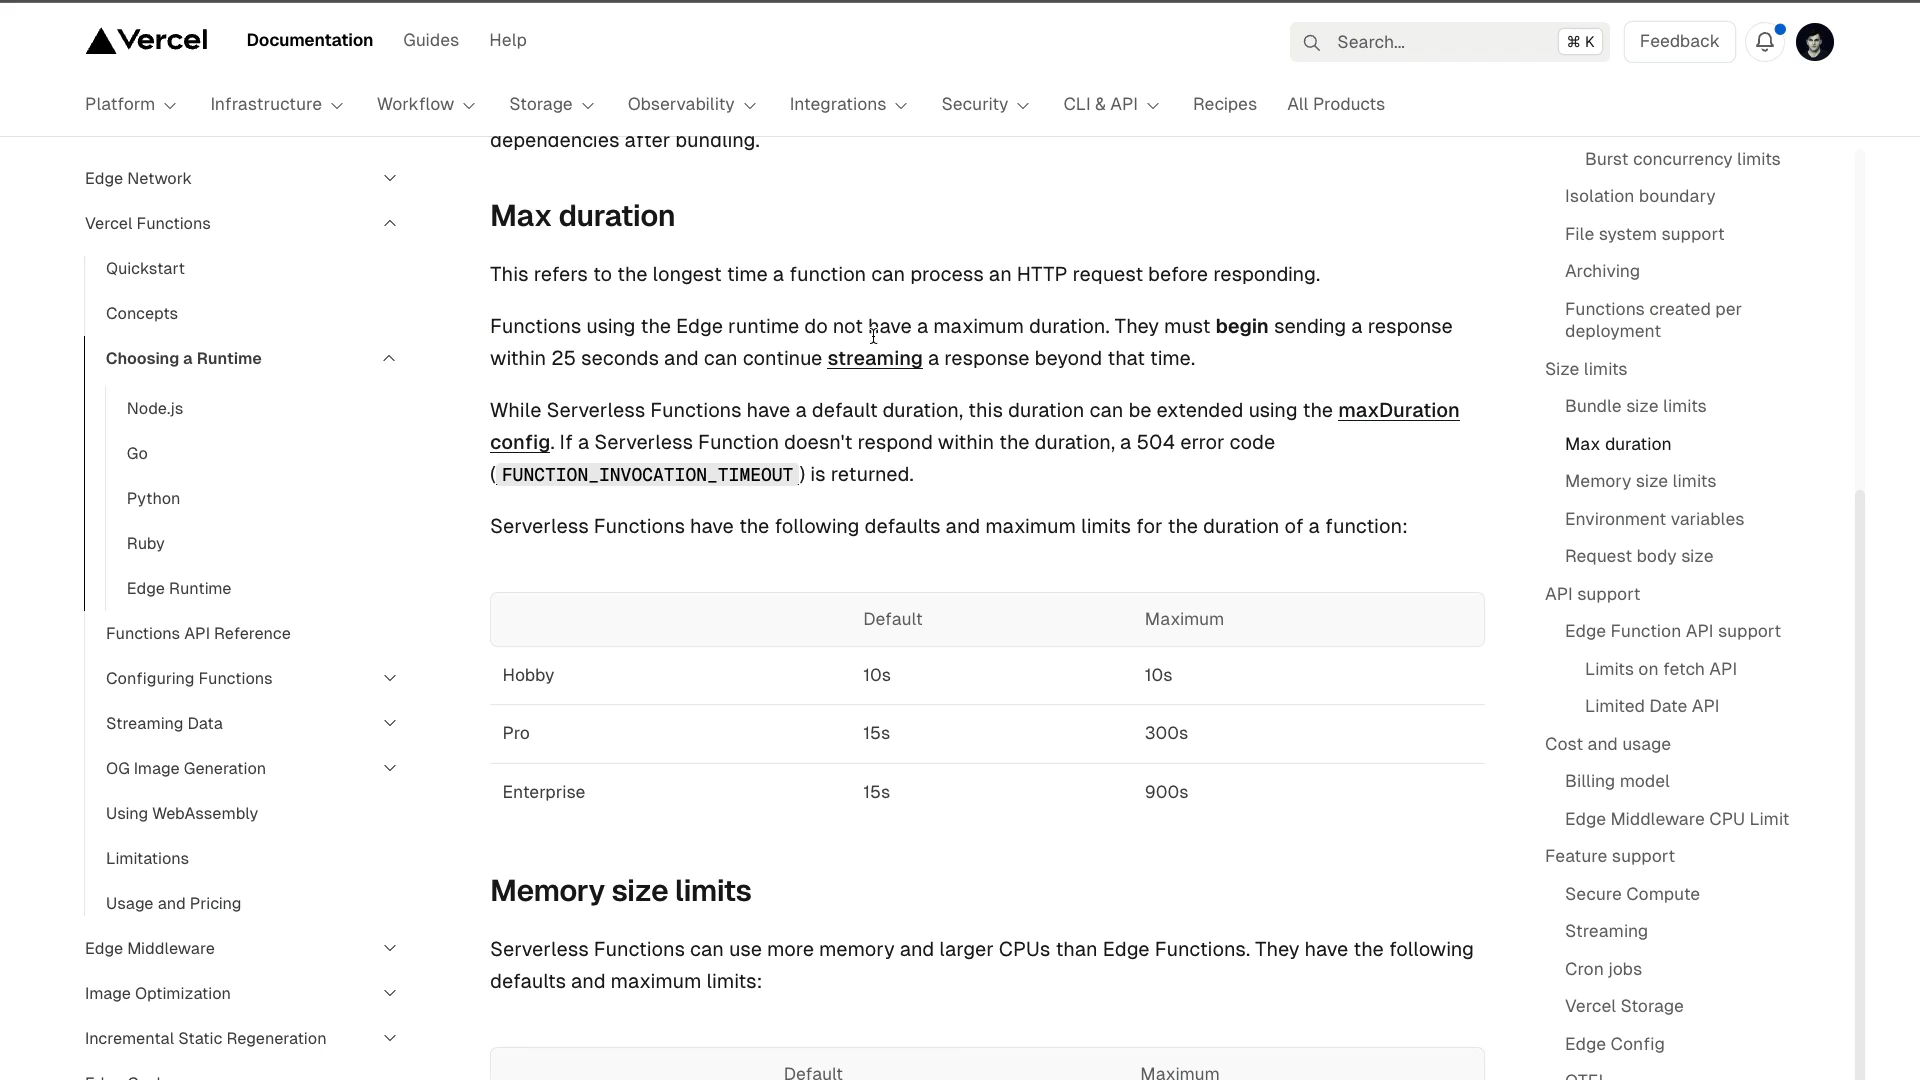 Vercel
Documentation
Guides
Help
Search...
⌘ K
Feedback
Platform
Infrastructure
Workflow
Storage
Observability
Integrations
Security
CLI & API
Recipes
All Products
Edge Network
Vercel Functions
Quickstart
Concepts
Choosing a Runtime
Node.js
Go
Python
Ruby
Edge Runtime
Functions API Reference
Configuring Functions
Streaming Data
OG Image Generation
Using WebAssembly
Limitations
Usage and Pricing
Edge Middleware
Image Optimization
Incremental Static Regeneration
dependencies after bundling.
Max duration
This refers to the longest time a function can process an HTTP request before responding.
Functions using the Edge runtime do not have a maximum duration. They must begin sending a response
within 25 seconds and can continue streaming a response beyond that time.
While Serverless Functions have a default duration, this duration can be extended using the maxDuration
config. If a Serverless Function doesn't respond within the duration, a 504 error code
(FUNCTION_INVOCATION_TIMEOUT) is returned.
Serverless Functions have the following defaults and maximum limits for the duration of a function:
Default Maximum
Hobby 10s 10s
Pro 15s 300s
Enterprise 15s 900s
Memory size limits
Serverless Functions can use more memory and larger CPUs than Edge Functions. They have the following
defaults and maximum limits:
Default Maximum
Burst concurrency limits
Isolation boundary
File system support
Archiving
Functions created per
deployment
Size limits
Bundle size limits
Max duration
Memory size limits
Environment variables
Request body size
API support
Edge Function API support
Limits on fetch API
Limited Date API
Cost and usage
Billing model
Edge Middleware CPU Limit
Feature support
Secure Compute
Streaming
Cron jobs
Vercel Storage
Edge Config